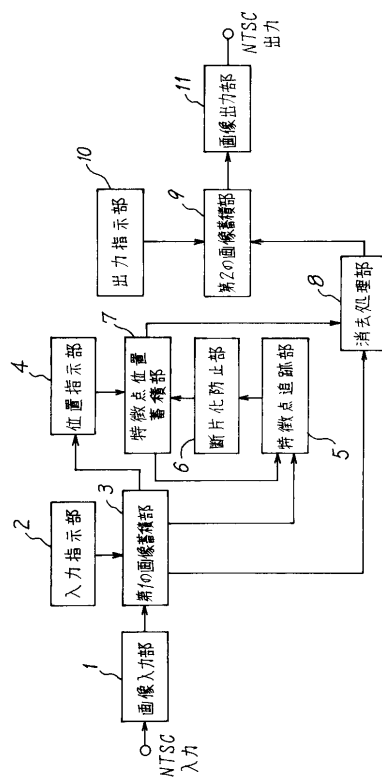 NTSC
入力
1
画像入力部
2
入力指示部
3
第1の画像蓄積部
4
位置指示部
7
特徴点位置
蓄積部
6
断片化防止部
特徴点追跡部
5
消去処理部
8
10
出力指示部
9
第2の画像蓄積部
11
画像出力部
NTSC
出力